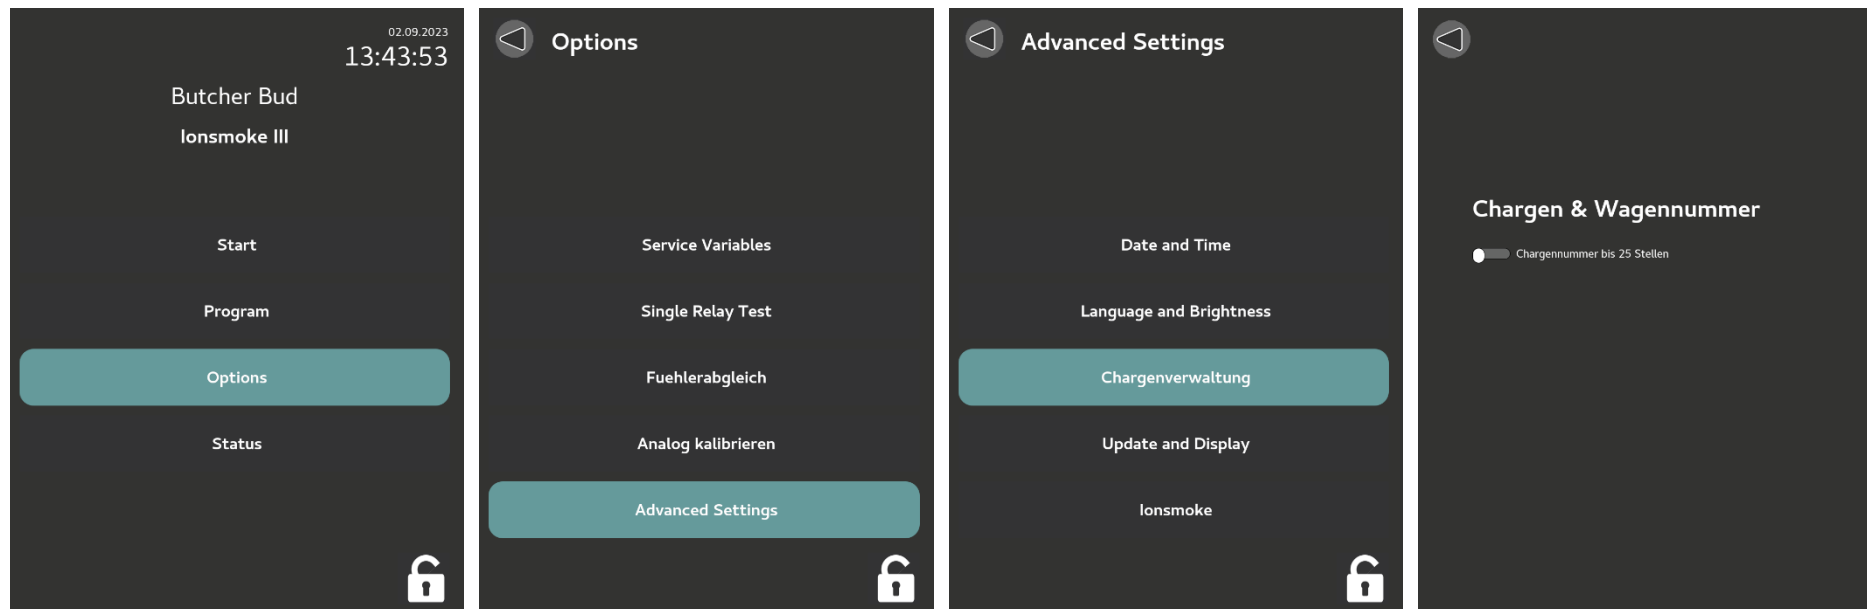 02.09.2023
13:43:53
Butcher Bud
Ionsmoke III
Start
Program
Options
Status
Options
Service Variables
Single Relay Test
Fuehlerabgleich
Analog kalibrieren
Advanced Settings
Advanced Settings
Date and Time
Language and Brightness
Chargenverwaltung
Update and Display
Ionsmoke
Chargen & Wagennummer
Chargennummer bis 25 Stellen